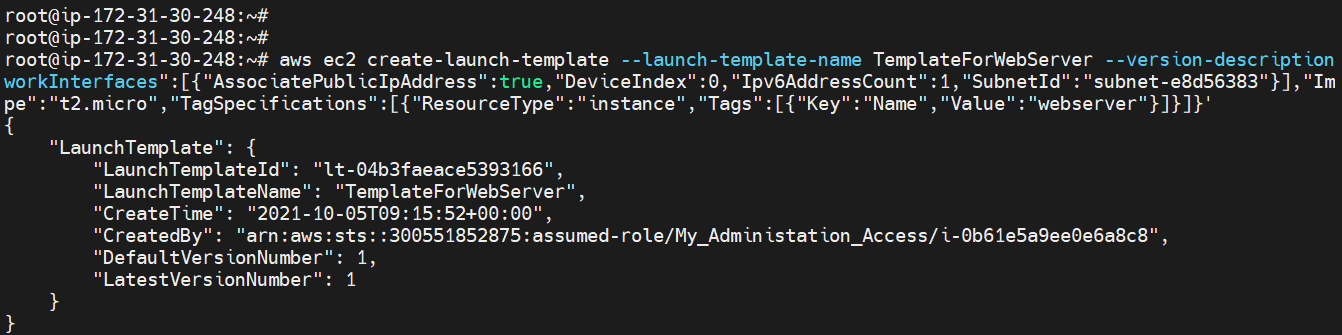 root@ip-172-31-30-248:~#
root@ip-172-31-30-248:~#
root@ip-172-31-30-248:~# aws ec2 create-launch-template --launch-template-name TemplateForWebServer --version-description
workInterfaces":[{"AssociatePublicIpAddress":true,"DeviceIndex":0,"Ipv6AddressCount":1,"SubnetId":"subnet-e8d56383"}],"Im
pe":"t2.micro","TagSpecifications":[{"ResourceType":"instance","Tags":[{"Key":"Name","Value":"webserver"}]}]}'
{
    "LaunchTemplate": {
        "LaunchTemplateId": "lt-04b3faeace5393166",
        "LaunchTemplateName": "TemplateForWebServer",
        "CreateTime": "2021-10-05T09:15:52+00:00",
        "CreatedBy": "arn:aws:sts::300551852875:assumed-role/My_Administation_Access/i-0b61e5a9ee0e6a8c8",
        "DefaultVersionNumber": 1,
        "LatestVersionNumber": 1
    }
}